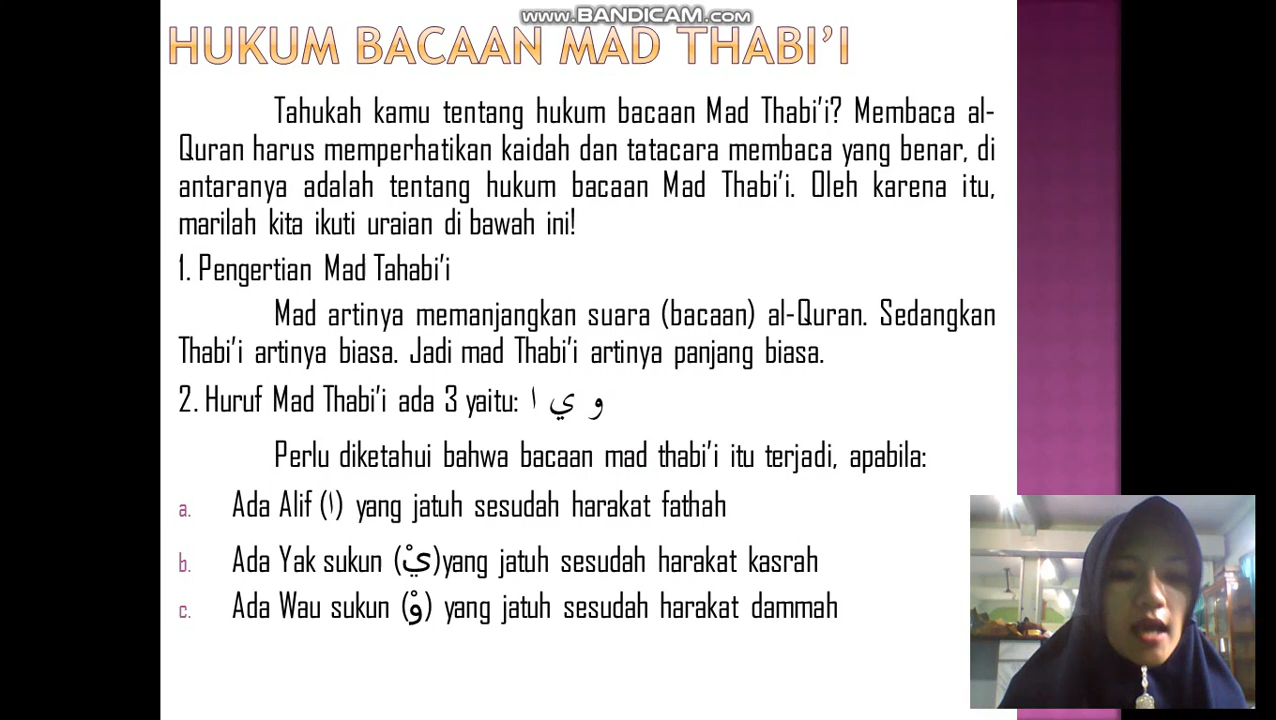 www.BANDICAM.com
HUKUM BACAAN MAD THABI’I
Tahukah kamu tentang hukum bacaan Mad Thabi’i? Membaca al-
Quran harus memperhatikan kaidah dan tatacara membaca yang benar, di
antaranya adalah tentang hukum bacaan Mad Thabi’i. Oleh karena itu,
marilah kita ikuti uraian di bawah ini!
1. Pengertian Mad Tahabi’i
Mad artinya memanjangkan suara (bacaan) al-Quran. Sedangkan
Thabi’i artinya biasa. Jadi mad Thabi’i artinya panjang biasa.
2. Huruf Mad Thabi’i ada 3 yaitu: ا ي و
Perlu diketahui bahwa bacaan mad thabi’i itu terjadi, apabila:
a. Ada Alif (ا) yang jatuh sesudah harakat fathah
b. Ada Yak sukun (يْ)yang jatuh sesudah harakat kasrah
c. Ada Wau sukun (وْ) yang jatuh sesudah harakat dammah